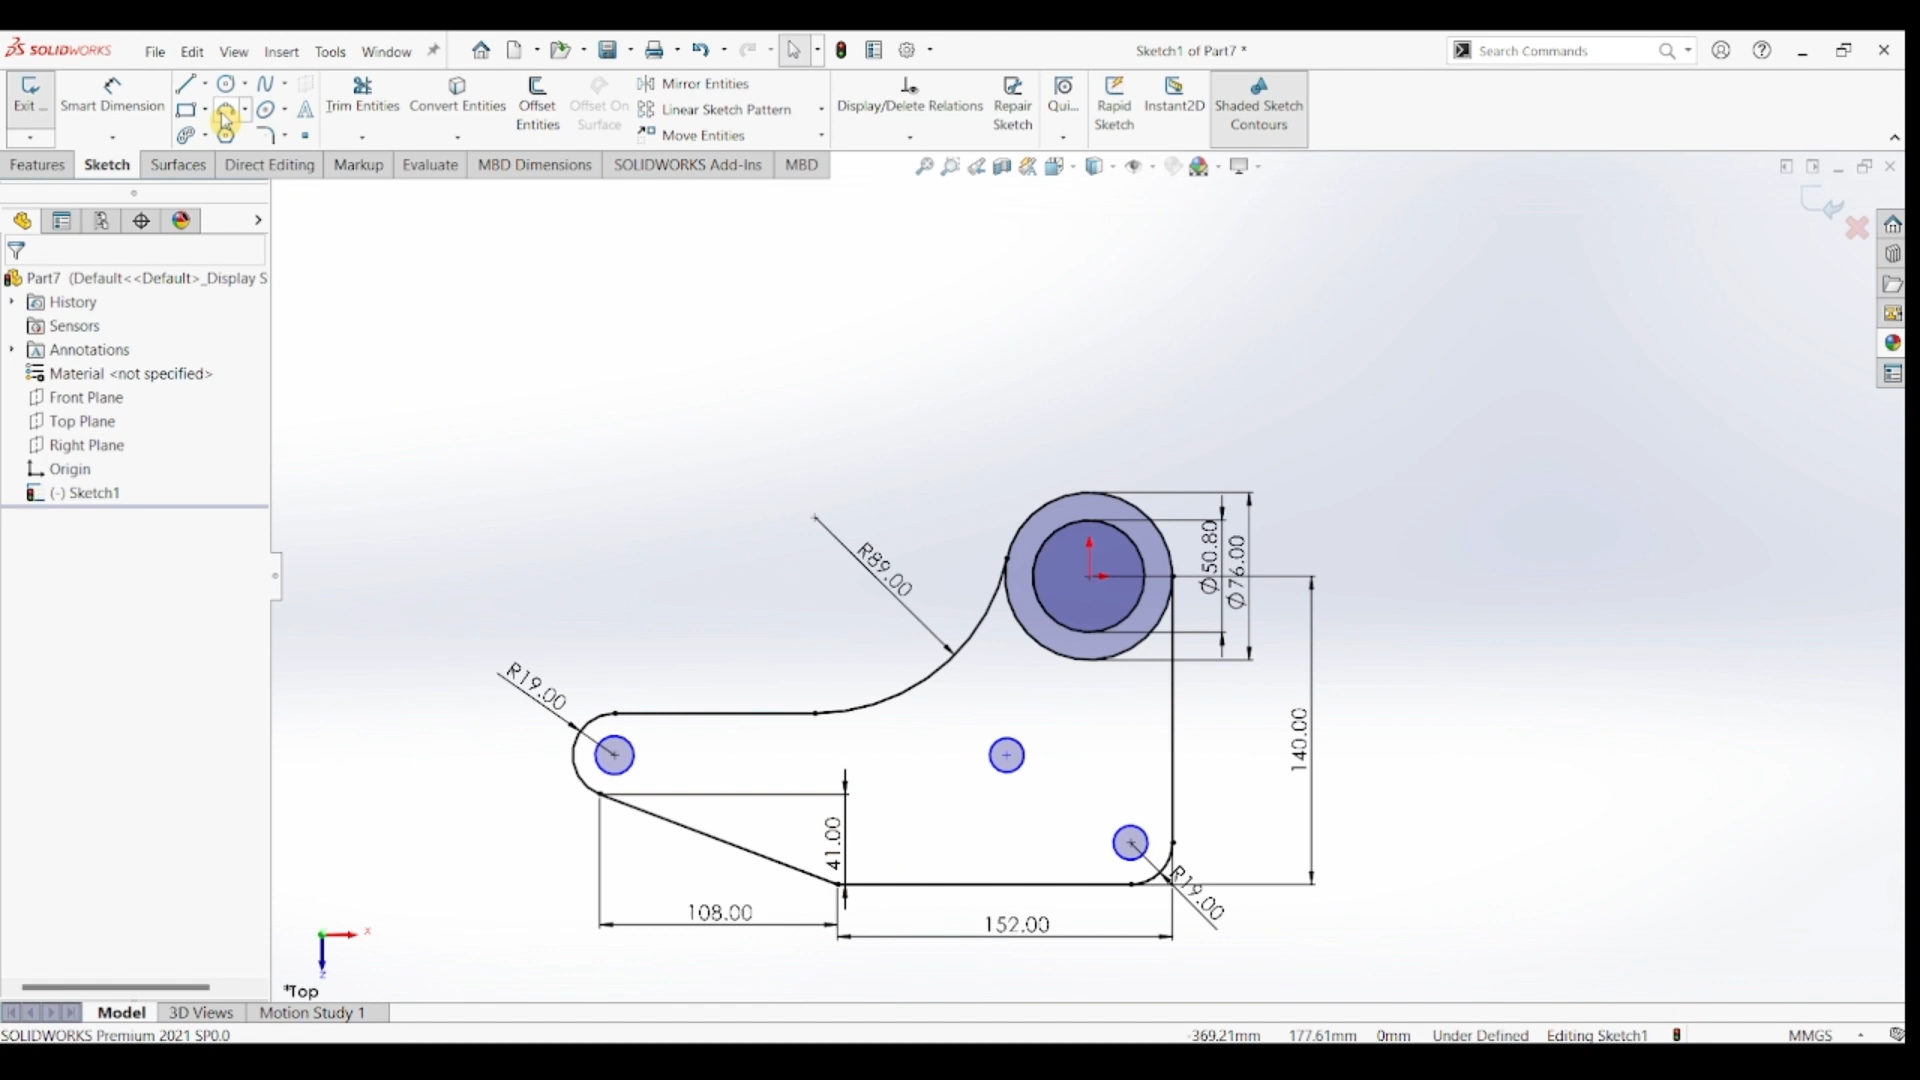 SOLIDWORKS
File Edit View Insert Tools Window
Sketch1 of Part7 *
Search Commands
Exit ...
Smart Dimension
Trim Entities
Convert Entities
Offset Entities
Offset On Surface
Mirror Entities
Linear Sketch Pattern
Move Entities
Display/Delete Relations
Repair Sketch
Qui...
Rapid Sketch
Instant2D
Shaded Sketch Contours
Features Sketch Surfaces Direct Editing Markup Evaluate MBD Dimensions SOLIDWORKS Add-Ins MBD
Part7 (Default<<Default>_Display S
History
Sensors
Annotations
Material <not specified>
Front Plane
Top Plane
Right Plane
Origin
(-) Sketch1
R89.00
∅50.80
∅76.00
R19.00
140.00
41.00
R19.00
108.00
152.00
X
Z
*Top
Model 3D Views Motion Study 1
SOLIDWORKS Premium 2021 SP0.0
-369.21mm 177.61mm 0mm Under Defined Editing Sketch1 MMGS